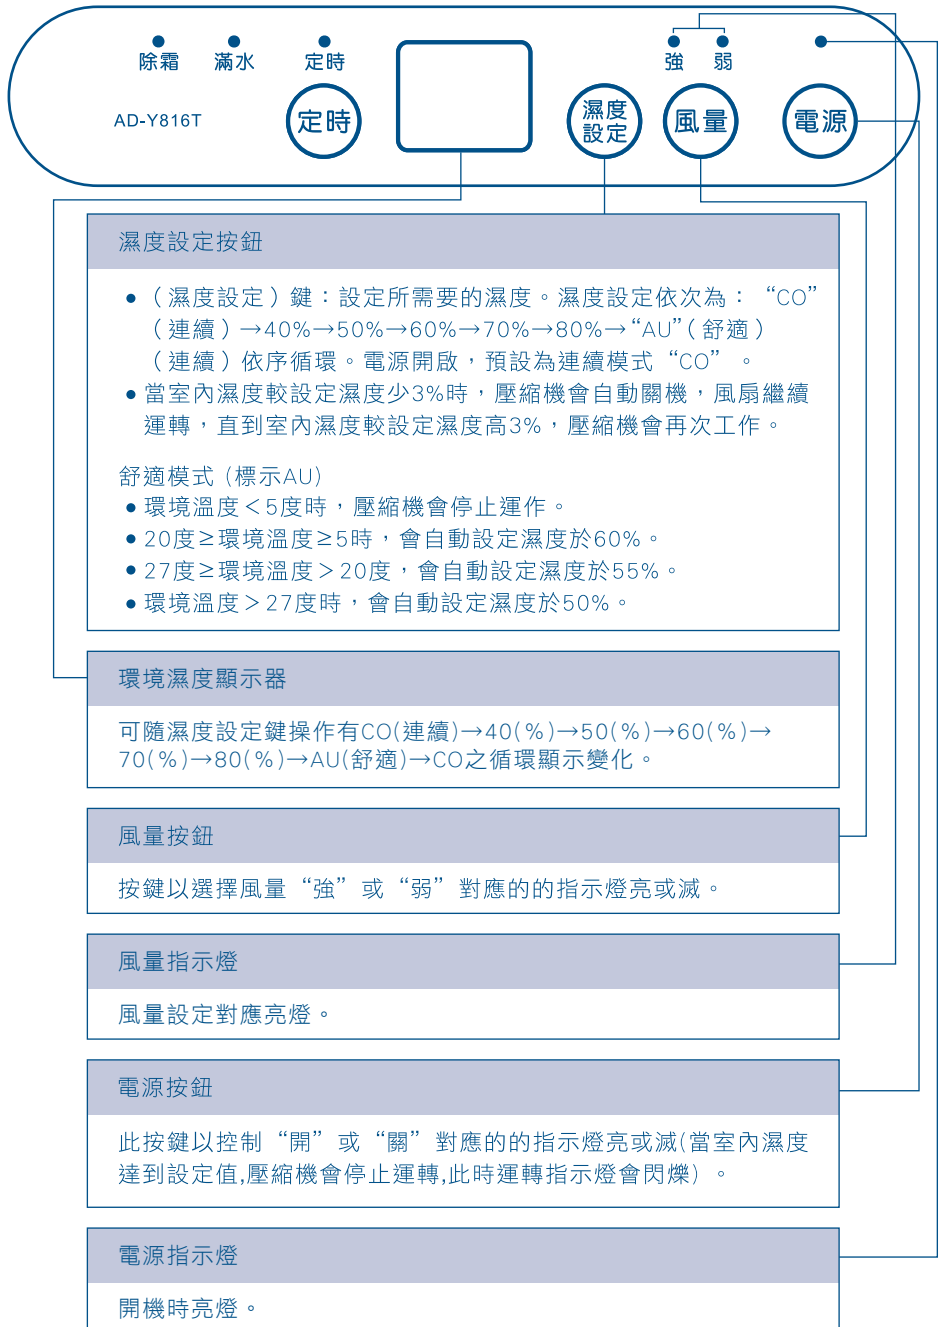 除霜 滿水 定時 強 弱
AD-Y816T 定時 濕度設定 風量 電源
濕度設定按鈕
●（濕度設定）鍵：設定所需要的濕度。濕度設定依次為：“CO”
（連續）→40%→50%→60%→70%→80%→“AU”（舒適）
（連續）依序循環。電源開啟，預設為連續模式“CO”。
●當室內濕度較設定濕度少3%時，壓縮機會自動關機，風扇繼續
運轉，直到室內濕度較設定濕度高3%，壓縮機會再次工作。
舒適模式 (標示AU)
●環境溫度＜5度時，壓縮機會停止運作。
●20度≥環境溫度≥5時，會自動設定濕度於60%。
●27度≥環境溫度＞20度，會自動設定濕度於55%。
●環境溫度＞27度時，會自動設定濕度於50%。
環境濕度顯示器
可隨濕度設定鍵操作有CO(連續)→40(%)→50(%)→60(%)→
70(%)→80(%)→AU(舒適)→CO之循環顯示變化。
風量按鈕
按鍵以選擇風量“強”或“弱”對應的的指示燈亮或滅。
風量指示燈
風量設定對應亮燈。
電源按鈕
此按鍵以控制“開”或“關”對應的的指示燈亮或滅(當室內濕度
達到設定值,壓縮機會停止運轉,此時運轉指示燈會閃爍）。
電源指示燈
開機時亮燈。